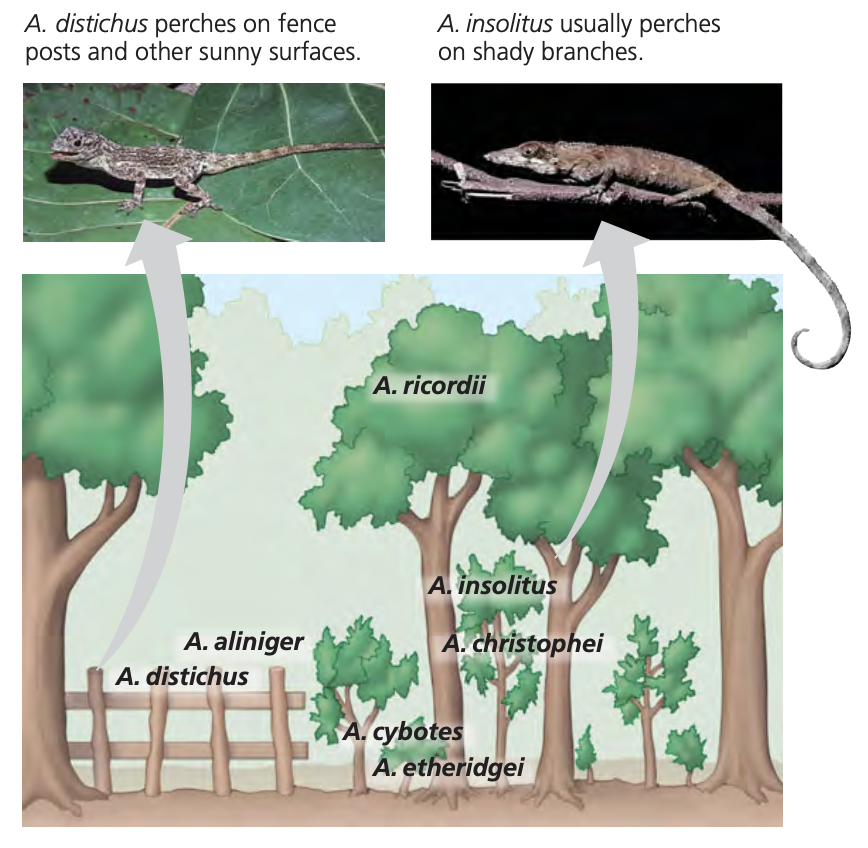 A. distichus perches on fence
posts and other sunny surfaces.
A. insolitus usually perches
on shady branches.
A. ricordii
A. insolitus
A. aliniger
A. christophei
A. distichus
A. cybotes
A. etheridgei